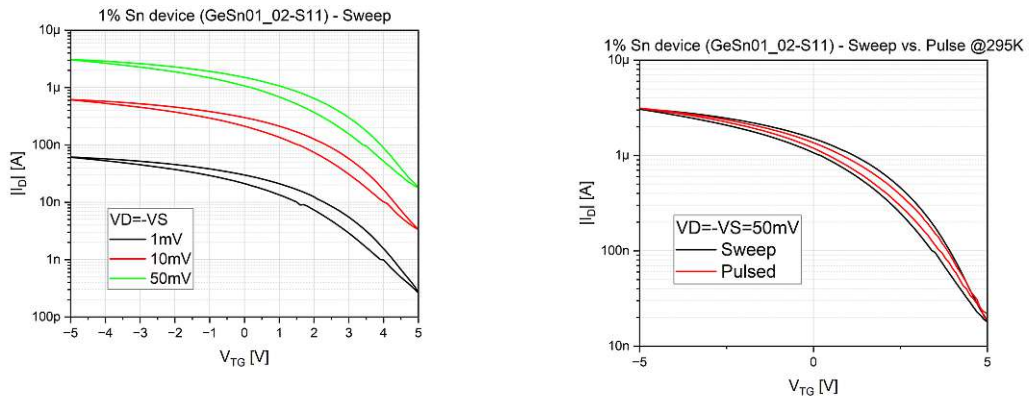 1% Sn device (GeSn01_02-S11) - Sweep
10µ
1µ
100n
10n
1n
100p
|I_D| [A]
VD=-VS
1mV
10mV
50mV
−5 −4 −3 −2 −1 0 1 2 3 4 5
V_TG [V]
1% Sn device (GeSn01_02-S11) - Sweep vs. Pulse @295K
1µ
100n
10n
|I_D| [A]
VD=-VS=50mV
Sweep
Pulsed
−5 0 5
V_TG [V]